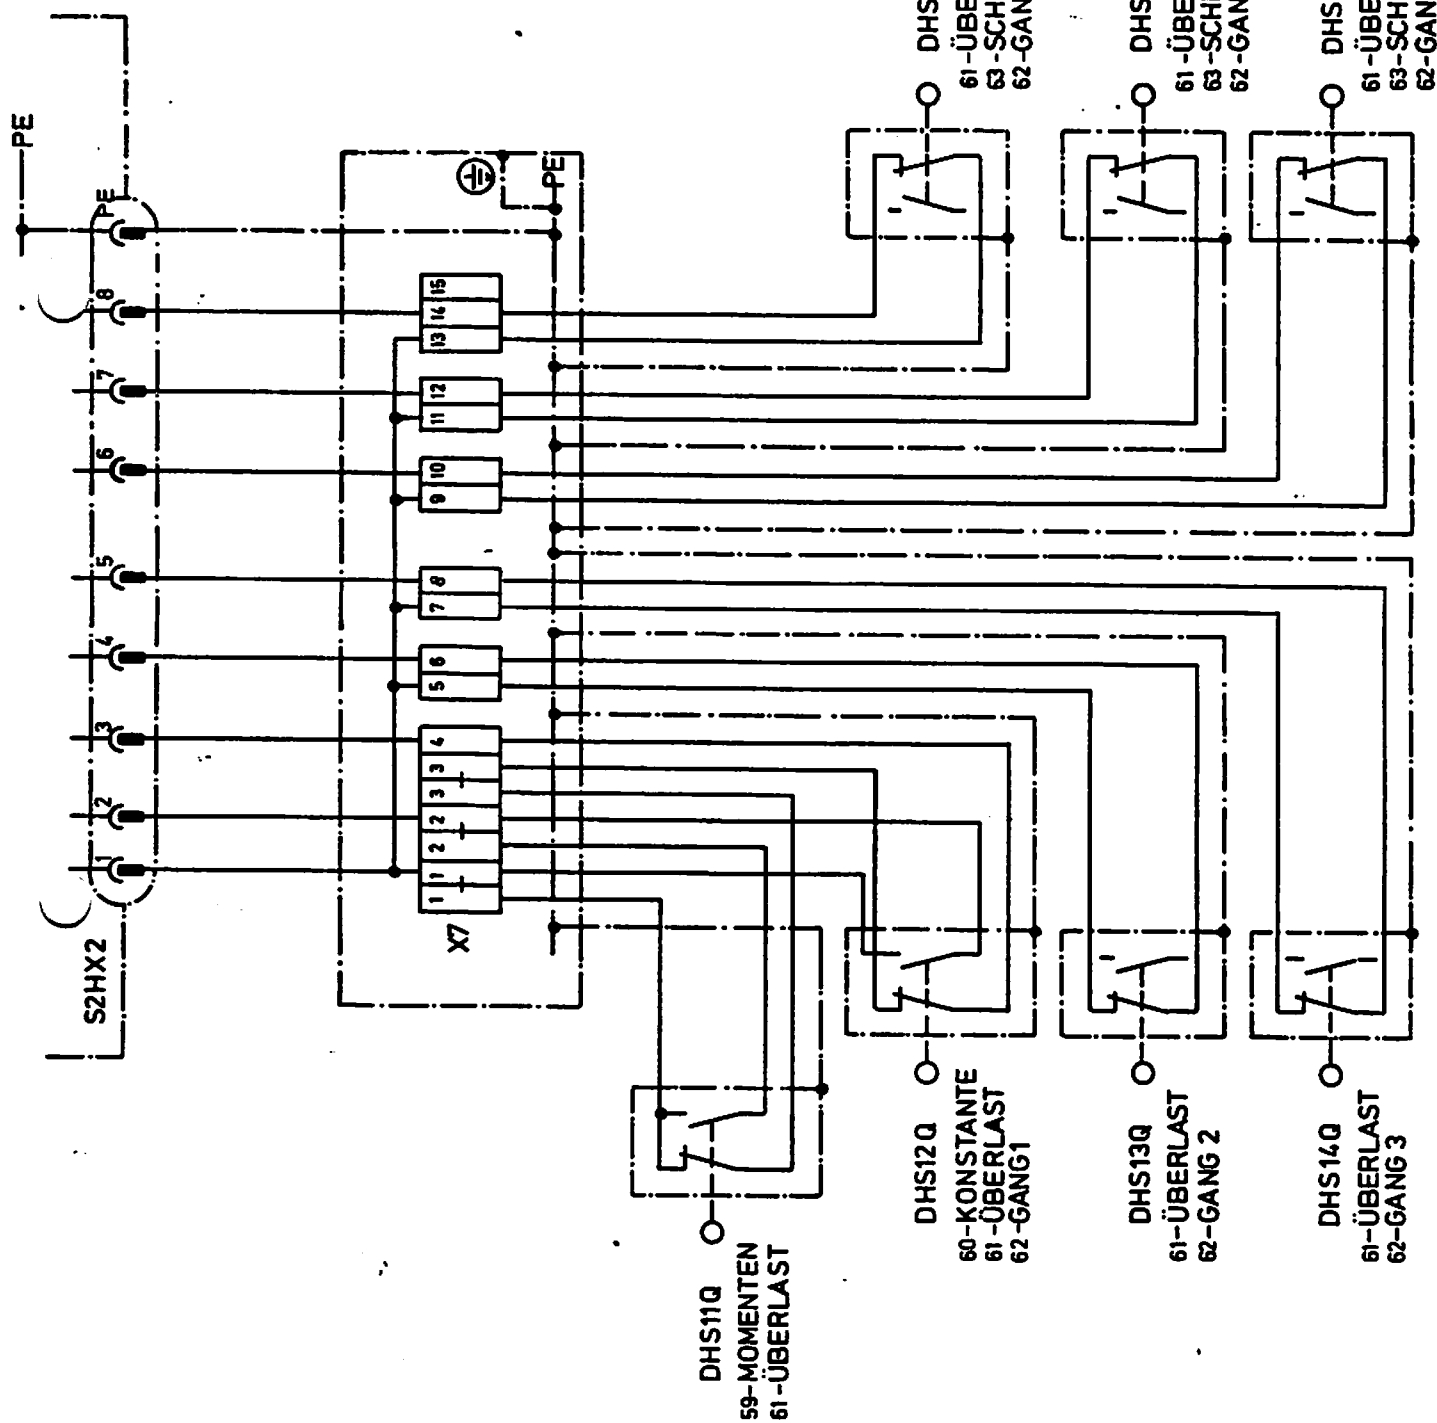 PE
PE
8
7
6
5
4
3
2
1
S2HX2
PE
15
14
13
12
11
10
9
8
7
6
5
4
3
3
2
2
1
1
X7
DHS
61-ÜBE
63-SCH
62-GAN
DHS
61-ÜBE
63-SCH
62-GAN
DHS
61-ÜBE
63-SCH
62-GAN
DHS11Q
59-MOMENTEN
61-ÜBERLAST
DHS12Q
60-KONSTANTE
61-ÜBERLAST
62-GANG1
DHS13Q
61-ÜBERLAST
62-GANG 2
DHS14Q
61-ÜBERLAST
62-GANG 3